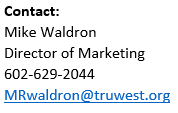 Contact:
Mike Waldron
Director of Marketing
602-629-2044
MRwaldron@truwest.org